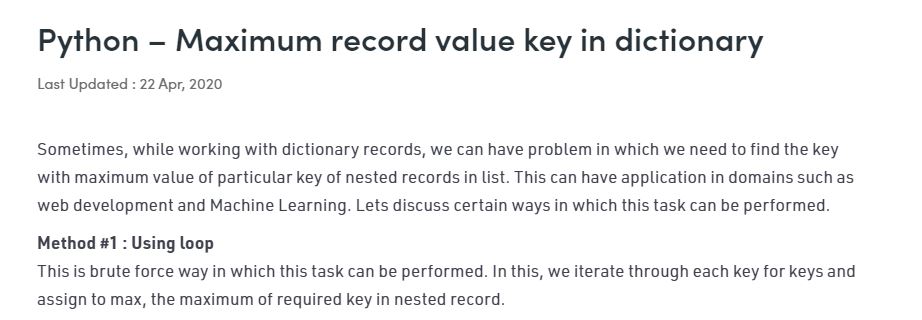 Python – Maximum record value key in dictionary
Last Updated : 22 Apr, 2020
Sometimes, while working with dictionary records, we can have problem in which we need to find the key
with maximum value of particular key of nested records in list. This can have application in domains such as
web development and Machine Learning. Lets discuss certain ways in which this task can be performed.
Method #1 : Using loop
This is brute force way in which this task can be performed. In this, we iterate through each key for keys and
assign to max, the maximum of required key in nested record.